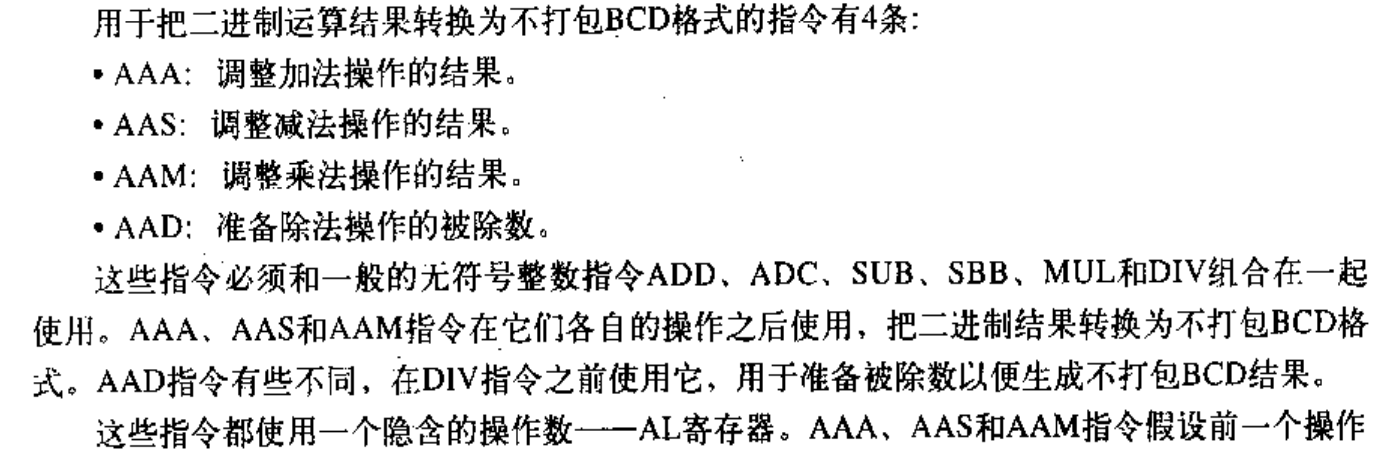 用于把二进制运算结果转换为不打包BCD格式的指令有4条：
• AAA：调整加法操作的结果。
• AAS：调整减法操作的结果。
• AAM：调整乘法操作的结果。
• AAD：准备除法操作的被除数。
这些指令必须和一般的无符号整数指令ADD、ADC、SUB、SBB、MUL和DIV组合在一起
使用。AAA、AAS和AAM指令在它们各自的操作之后使用，把二进制结果转换为不打包BCD格
式。AAD指令有些不同，在DIV指令之前使用它，用于准备被除数以便生成不打包BCD结果。
这些指令都使用一个隐含的操作数——AL寄存器。AAA、AAS和AAM指令假设前一个操作